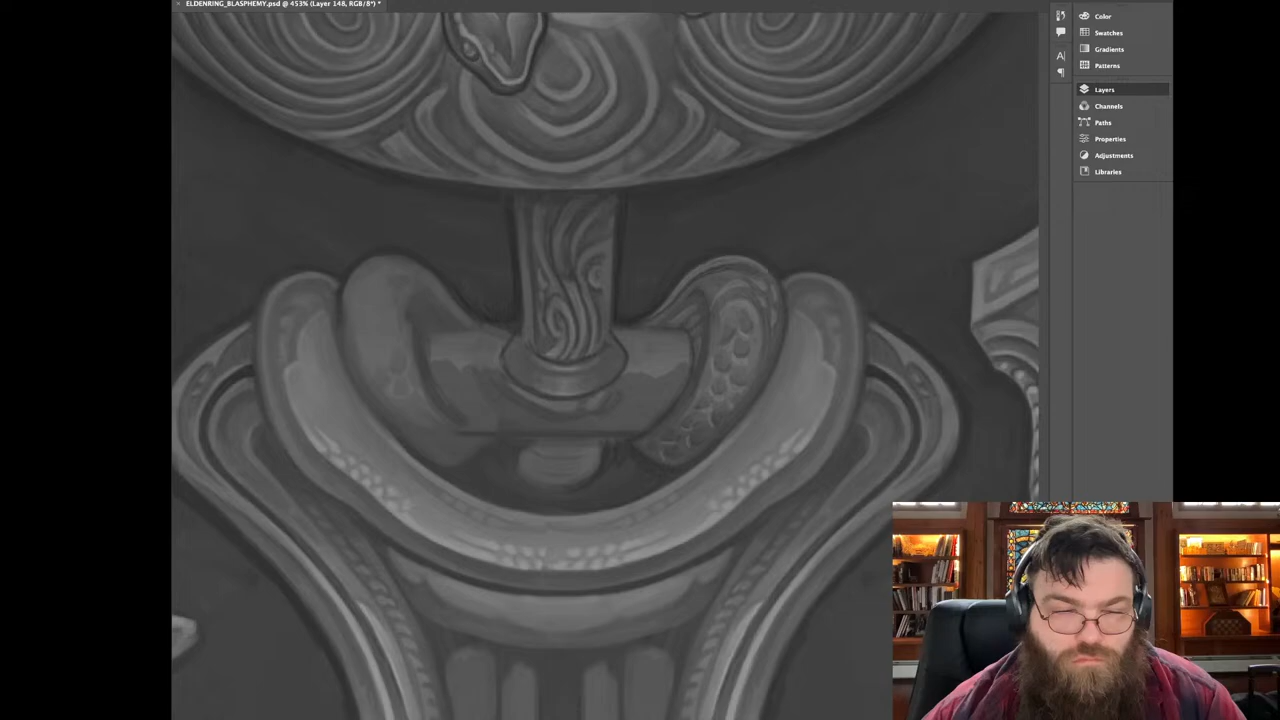 × ELDENRING_BLASPHEMY.psd @ 453% (Layer 148, RGB/8*) *
Color
Swatches
Gradients
Patterns
A|
¶
Layers
Channels
Paths
Properties
Adjustments
Libraries